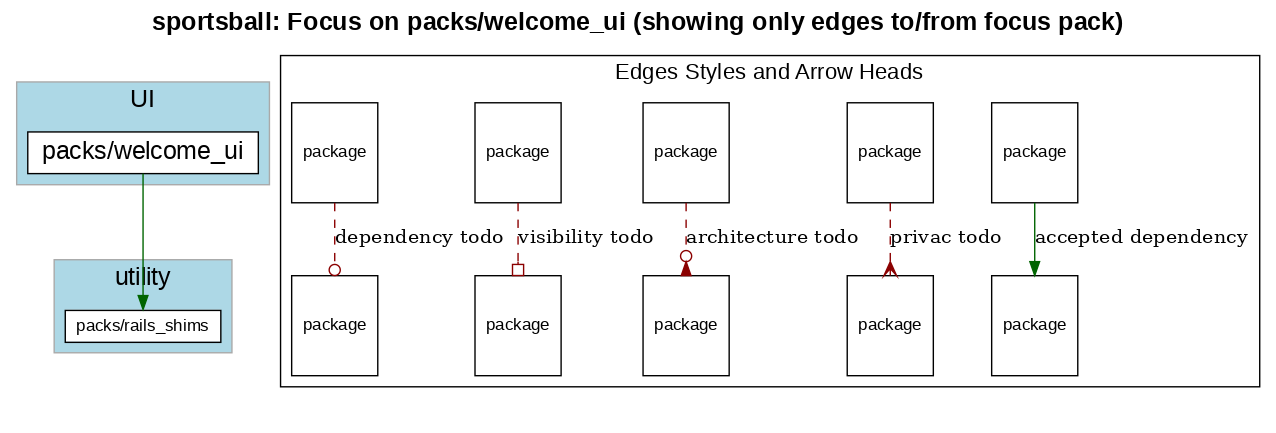 sportsball: Focus on packs/welcome_ui (showing only edges to/from focus pack)
UI
packs/welcome_ui
utility
packs/rails_shims
Edges Styles and Arrow Heads
package
package
package
package
package
dependency todo
visibility todo
architecture todo
privac todo
accepted dependency
package
package
package
package
package